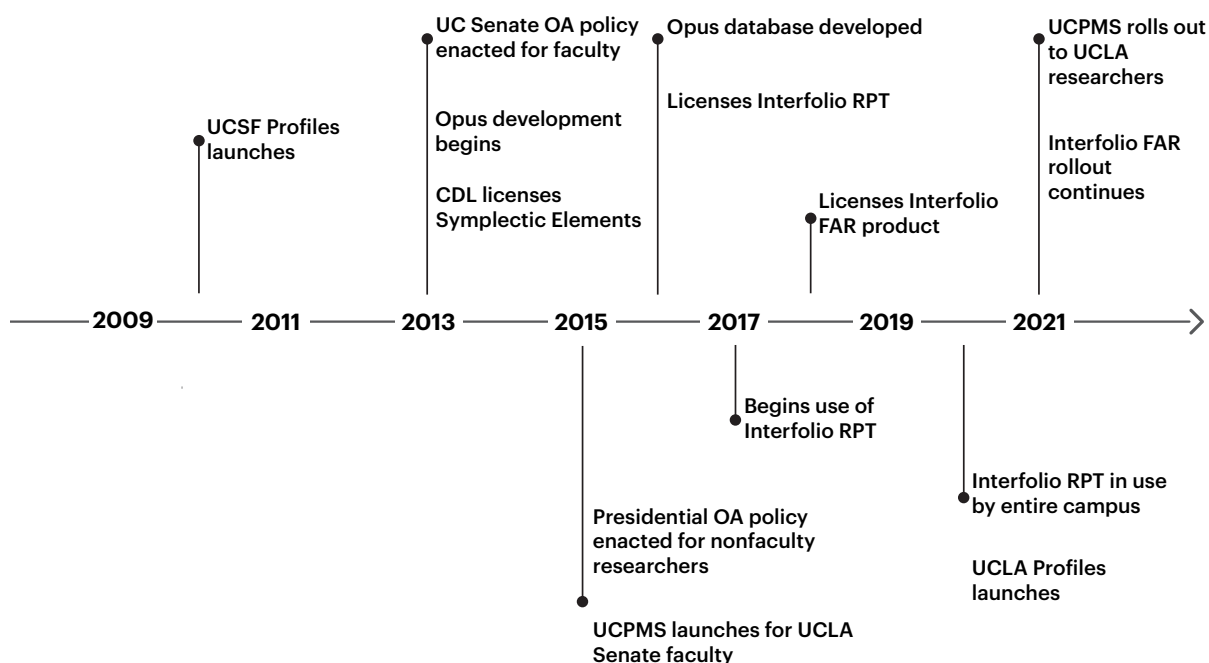 UC Senate OA policy
enacted for faculty
Opus development
begins
CDL licenses
Symplectic Elements
Opus database developed
Licenses Interfolio RPT
UCPMS rolls out
to UCLA
researchers
Interfolio FAR
rollout
continues
UCSF Profiles
launches
Licenses Interfolio
FAR product
2009
2011
2013
2015
2017
2019
2021
Begins use of
Interfolio RPT
Presidential OA policy
enacted for nonfaculty
researchers
UCPMS launches for UCLA
Senate faculty
Interfolio RPT in use
by entire campus
UCLA Profiles
launches